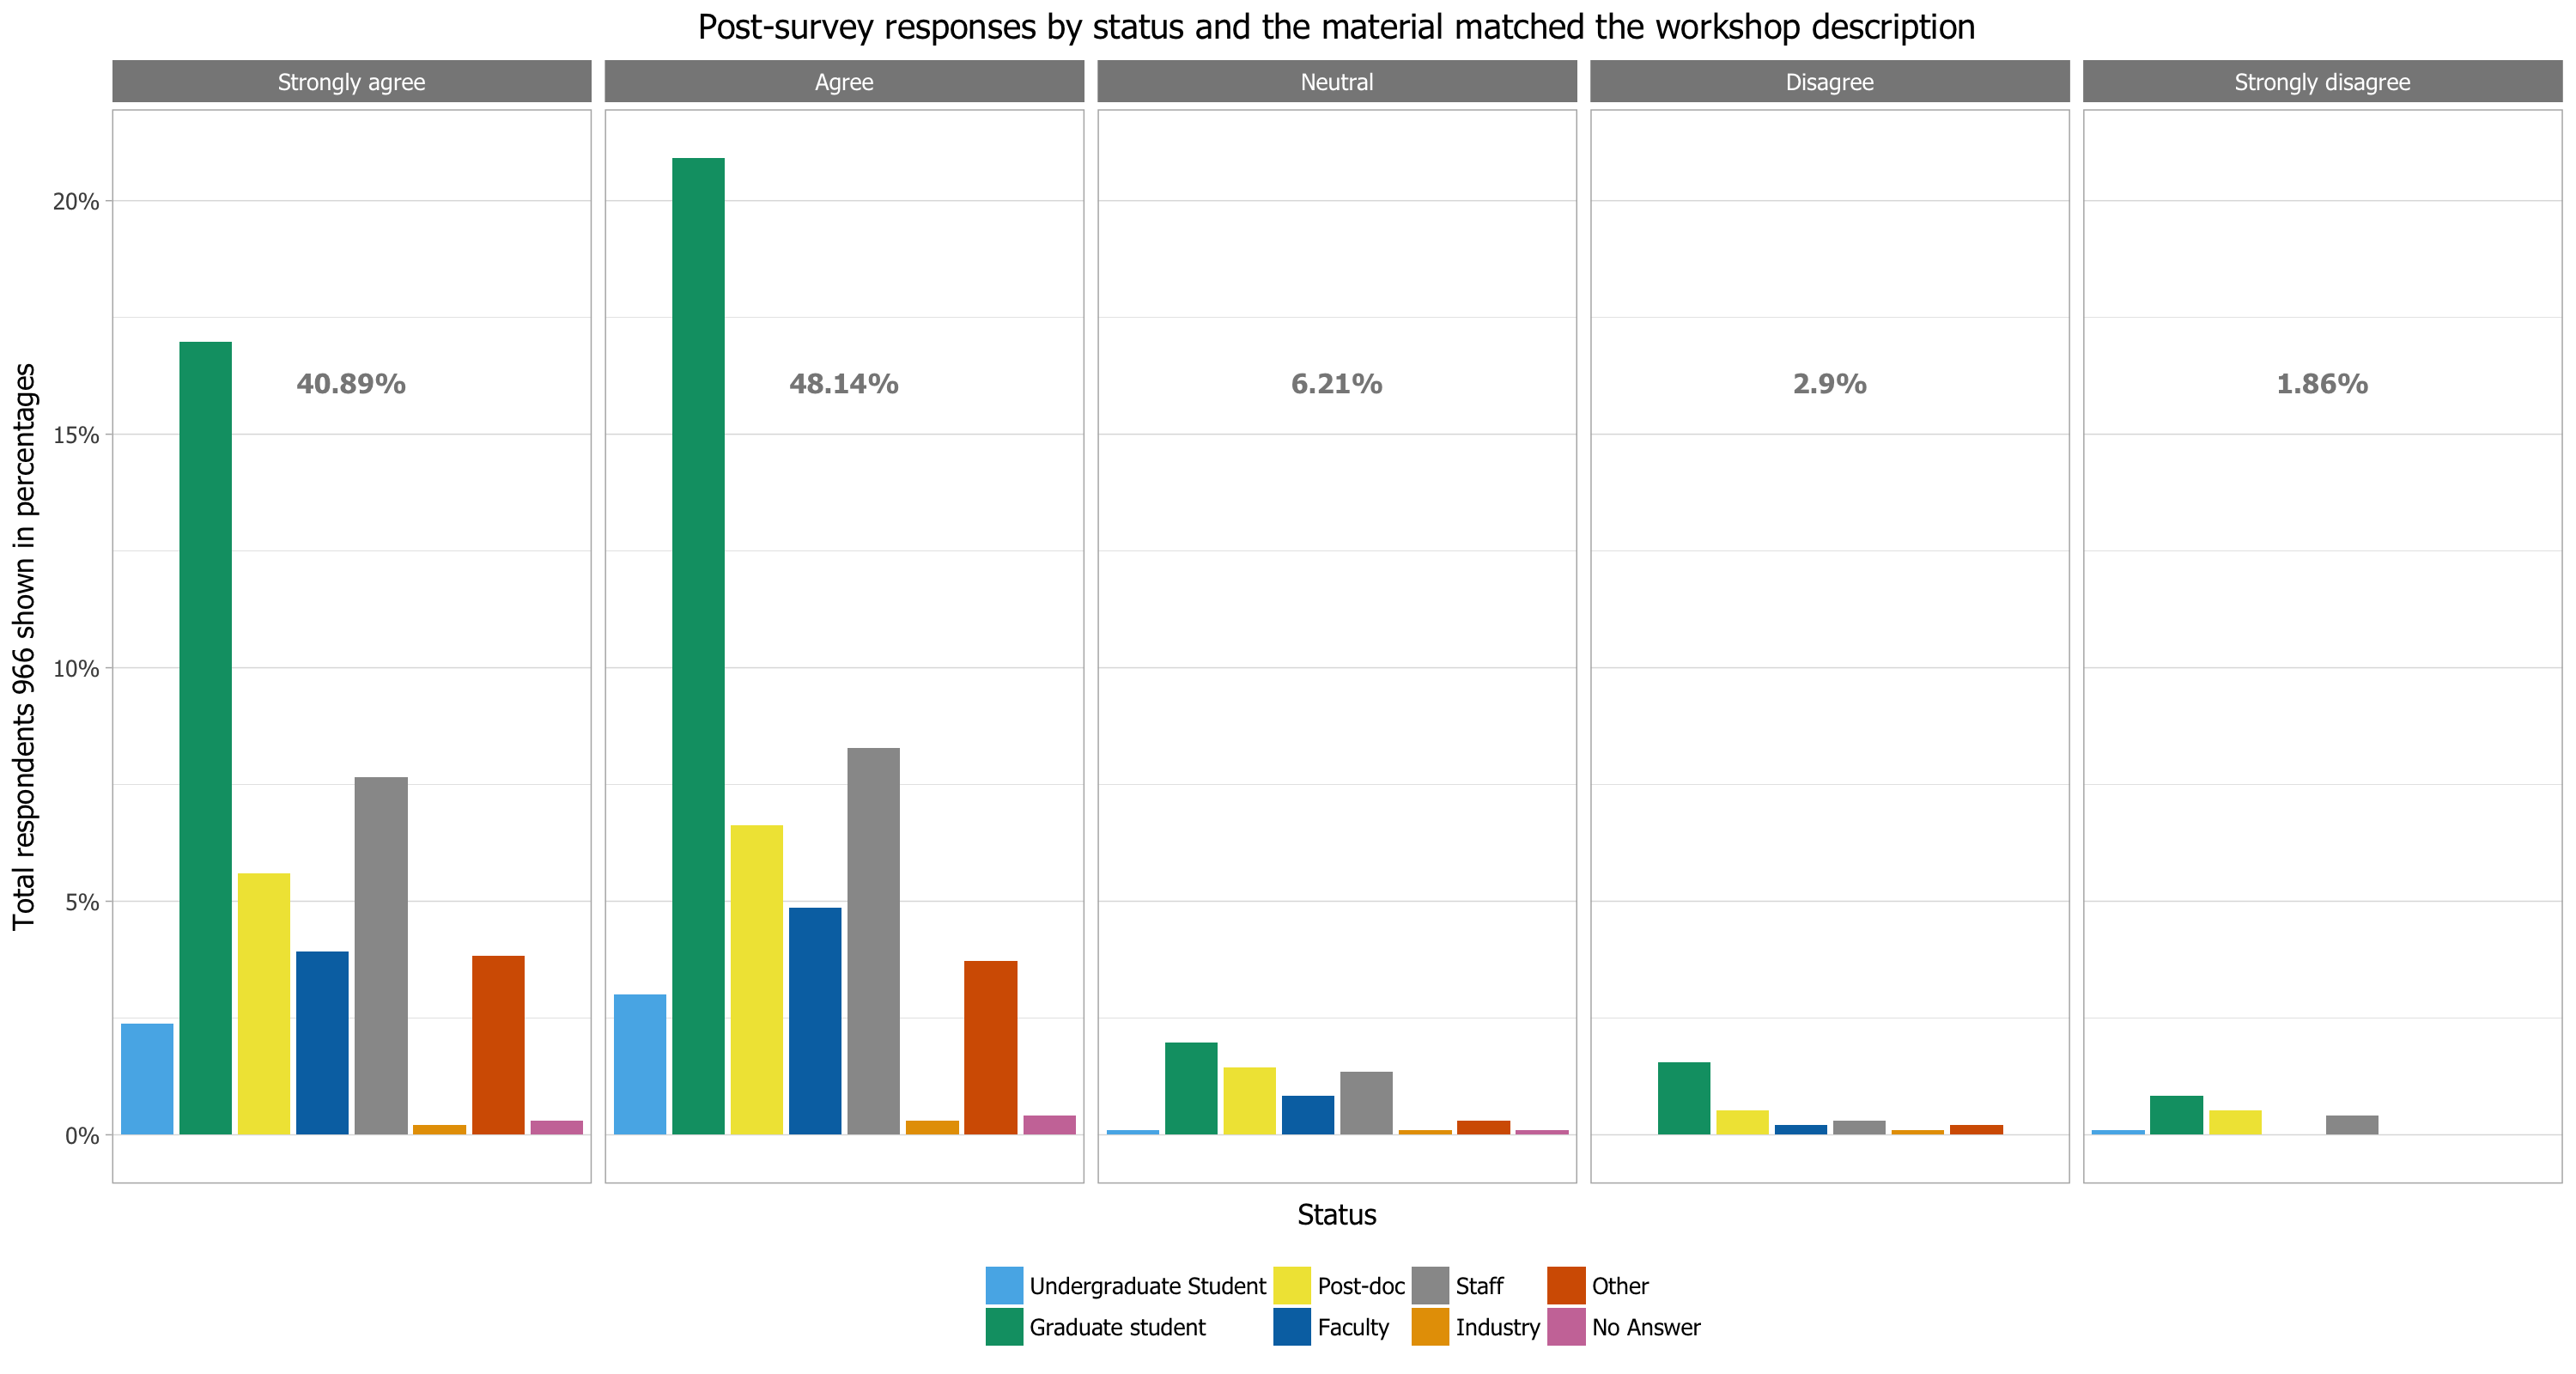 Post-survey responses by status and the material matched the workshop description
Strongly agree
Agree
Neutral
Disagree
Strongly disagree
Total respondents 966 shown in percentages
20%
15%
10%
5%
0%
40.89%
48.14%
6.21%
2.9%
1.86%
Status
Undergraduate Student
Post-doc
Staff
Other
Graduate student
Faculty
Industry
No Answer